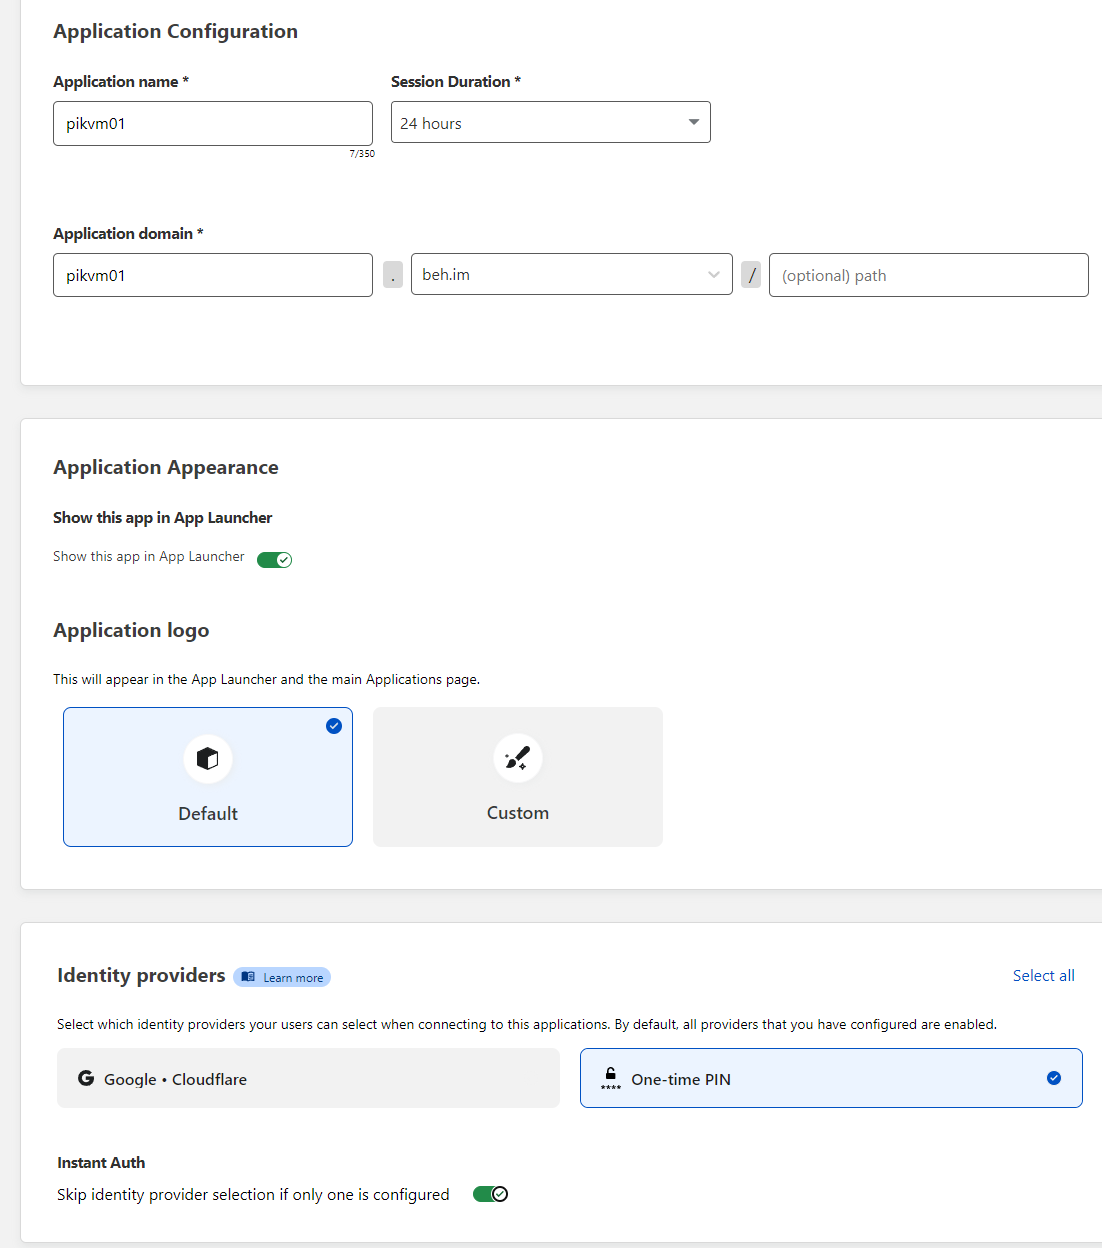 Application Configuration
Application name *
Session Duration *
pikvm01
24 hours
7/350
Application domain *
pikvm01 . beh.im / (optional) path
Application Appearance
Show this app in App Launcher
Show this app in App Launcher
Application logo
This will appear in the App Launcher and the main Applications page.
Default
Custom
Identity providers
Learn more
Select all
Select which identity providers your users can select when connecting to this applications. By default, all providers that you have configured are enabled.
Google • Cloudflare
**** One-time PIN
Instant Auth
Skip identity provider selection if only one is configured